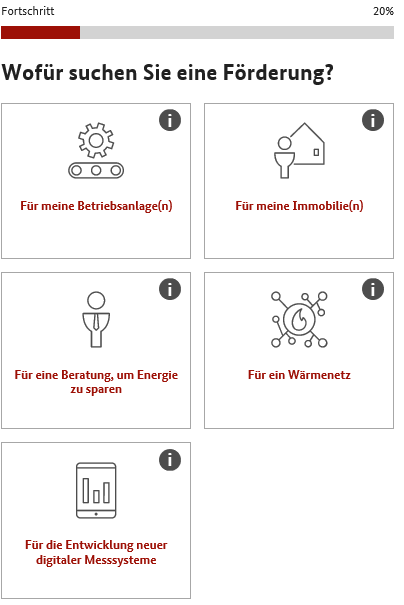 Fortschritt 20%
Wofür suchen Sie eine Förderung?
i
i
Für meine Betriebsanlage(n)
Für meine Immobilie(n)
i
i
Für eine Beratung, um Energie
zu sparen
Für ein Wärmenetz
i
Für die Entwicklung neuer
digitaler Messsysteme